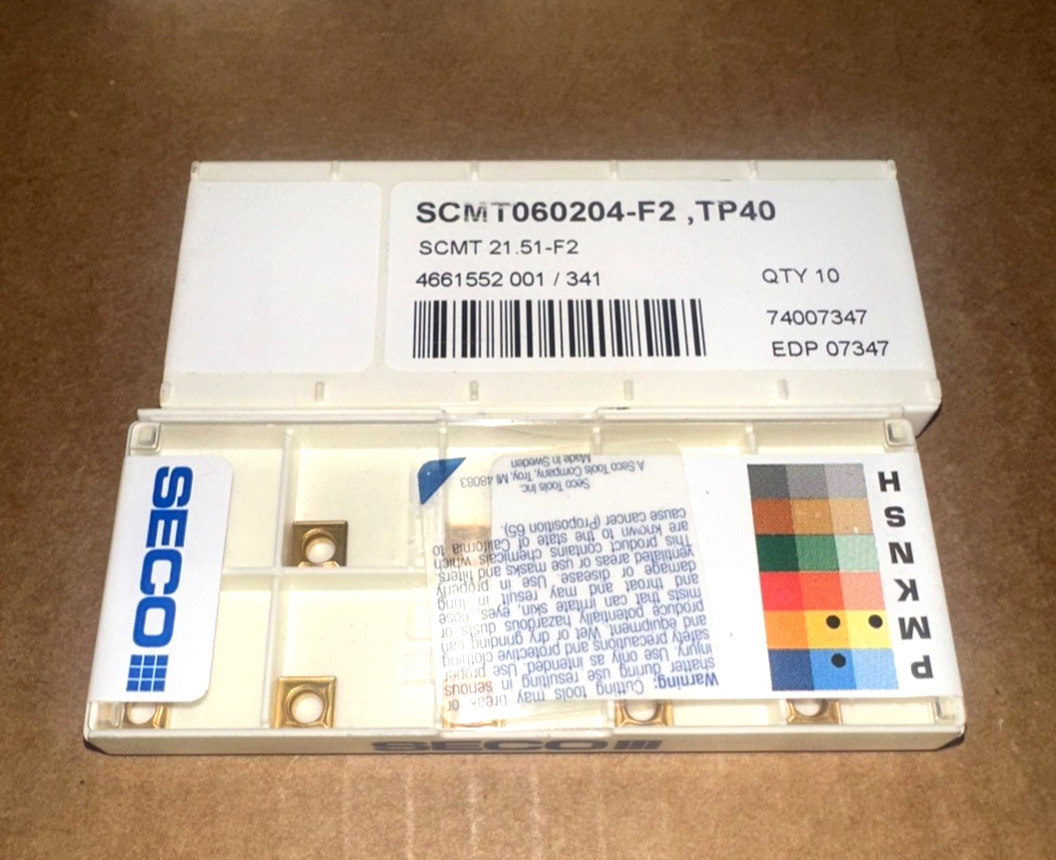 SCMT060204-F2 ,TP40
SCMT 21.51-F2
4661552 001 / 341
QTY 10
74007347
EDP 07347
SECO
Warning: Cutting tools may break or
shatter during use resulting in serious
injury. Use only as intended. Use proper
safety precautions and protective clothing
and equipment. Wet or dry grinding can
produce potentially hazardous dusts or
mists that can irritate skin, eyes, nose
and throat and may result in lung
damage or disease. Use in properly
ventilated areas or use masks and filters
This product contains chemicals which
are known to the state of California to
cause cancer (Proposition 65).
Seco Tools Inc.
A Seco Tools Company, Troy, MI 48083
Made in Sweden
P
M
K
N
S
H
SECO